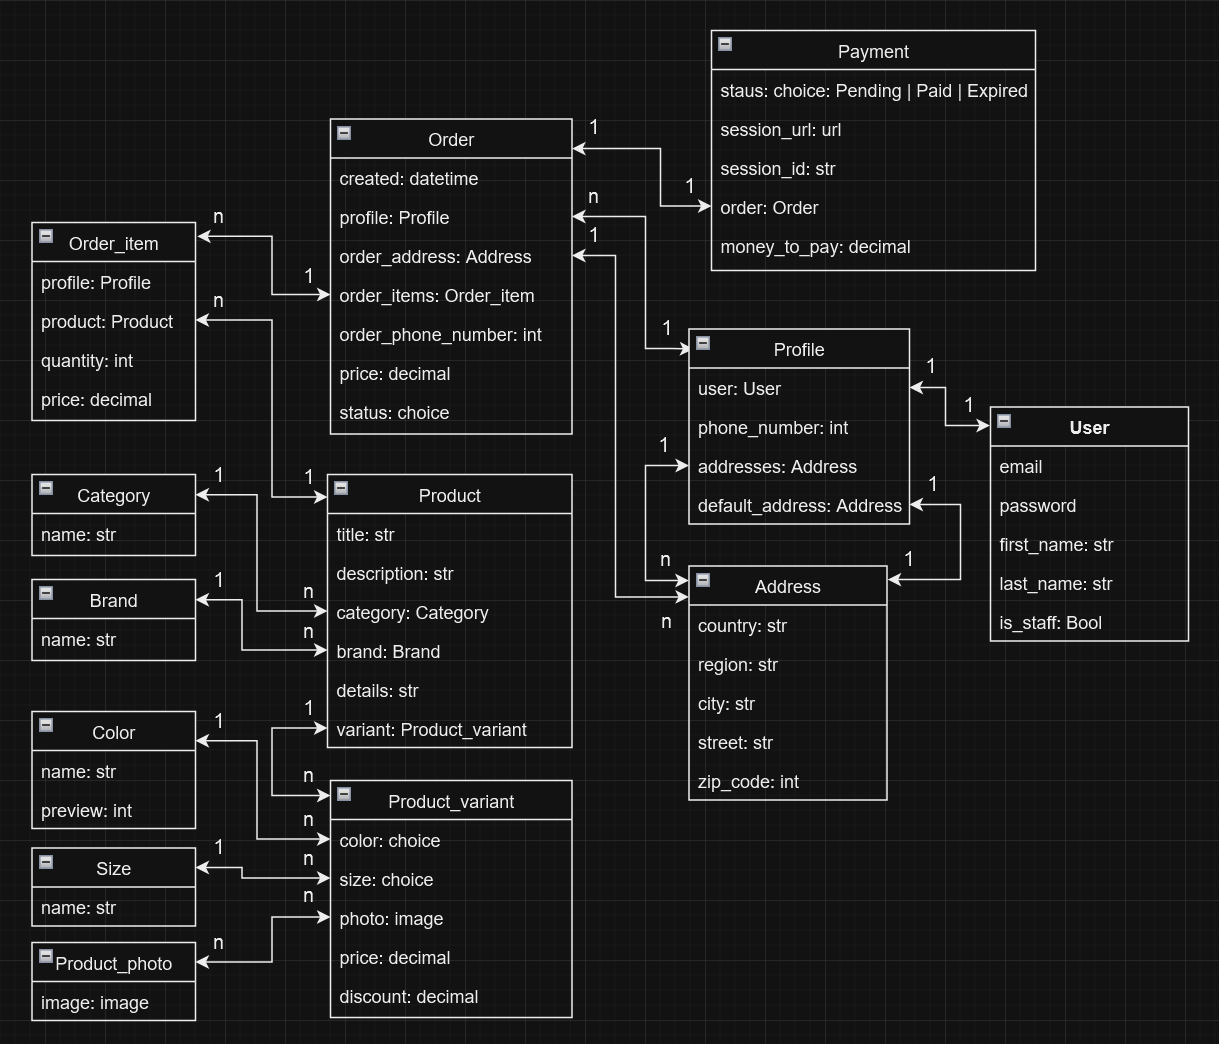 Payment
staus: choice: Pending | Paid | Expired
session_url: url
session_id: str
order: Order
money_to_pay: decimal
1
1
Order
created: datetime
profile: Profile
order_address: Address
order_items: Order_item
order_phone_number: int
price: decimal
status: choice
n
1
n
1
Order_item
profile: Profile
product: Product
quantity: int
price: decimal
n
1
1
Profile
user: User
phone_number: int
addresses: Address
default_address: Address
1
1
User
email
password
first_name: str
last_name: str
is_staff: Bool
1
n
1
1
n
Address
country: str
region: str
city: str
street: str
zip_code: int
Category
name: str
1
n
Brand
name: str
1
n
Product
title: str
description: str
category: Category
brand: Brand
details: str
variant: Product_variant
1
n
Color
name: str
preview: int
1
n
Size
name: str
1
n
Product_photo
image: image
n
n
Product_variant
color: choice
size: choice
photo: image
price: decimal
discount: decimal